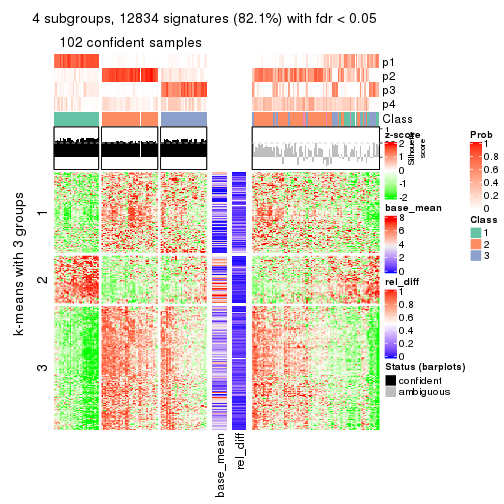 4 subgroups, 12834 signatures (82.1%) with fdr < 0.05
102 confident samples
p1
p2
p3
p4
Class
1
Silhouette
score
k-means with 3 groups
1
2
3
base_mean
rel_diff
z-score
2
1
0
-1
-2
base_mean
8
6
4
2
0
rel_diff
1
0.8
0.6
0.4
0.2
0
Status (barplots)
confident
ambiguous
Prob
1
0.8
0.6
0.4
0.2
0
Class
1
2
3